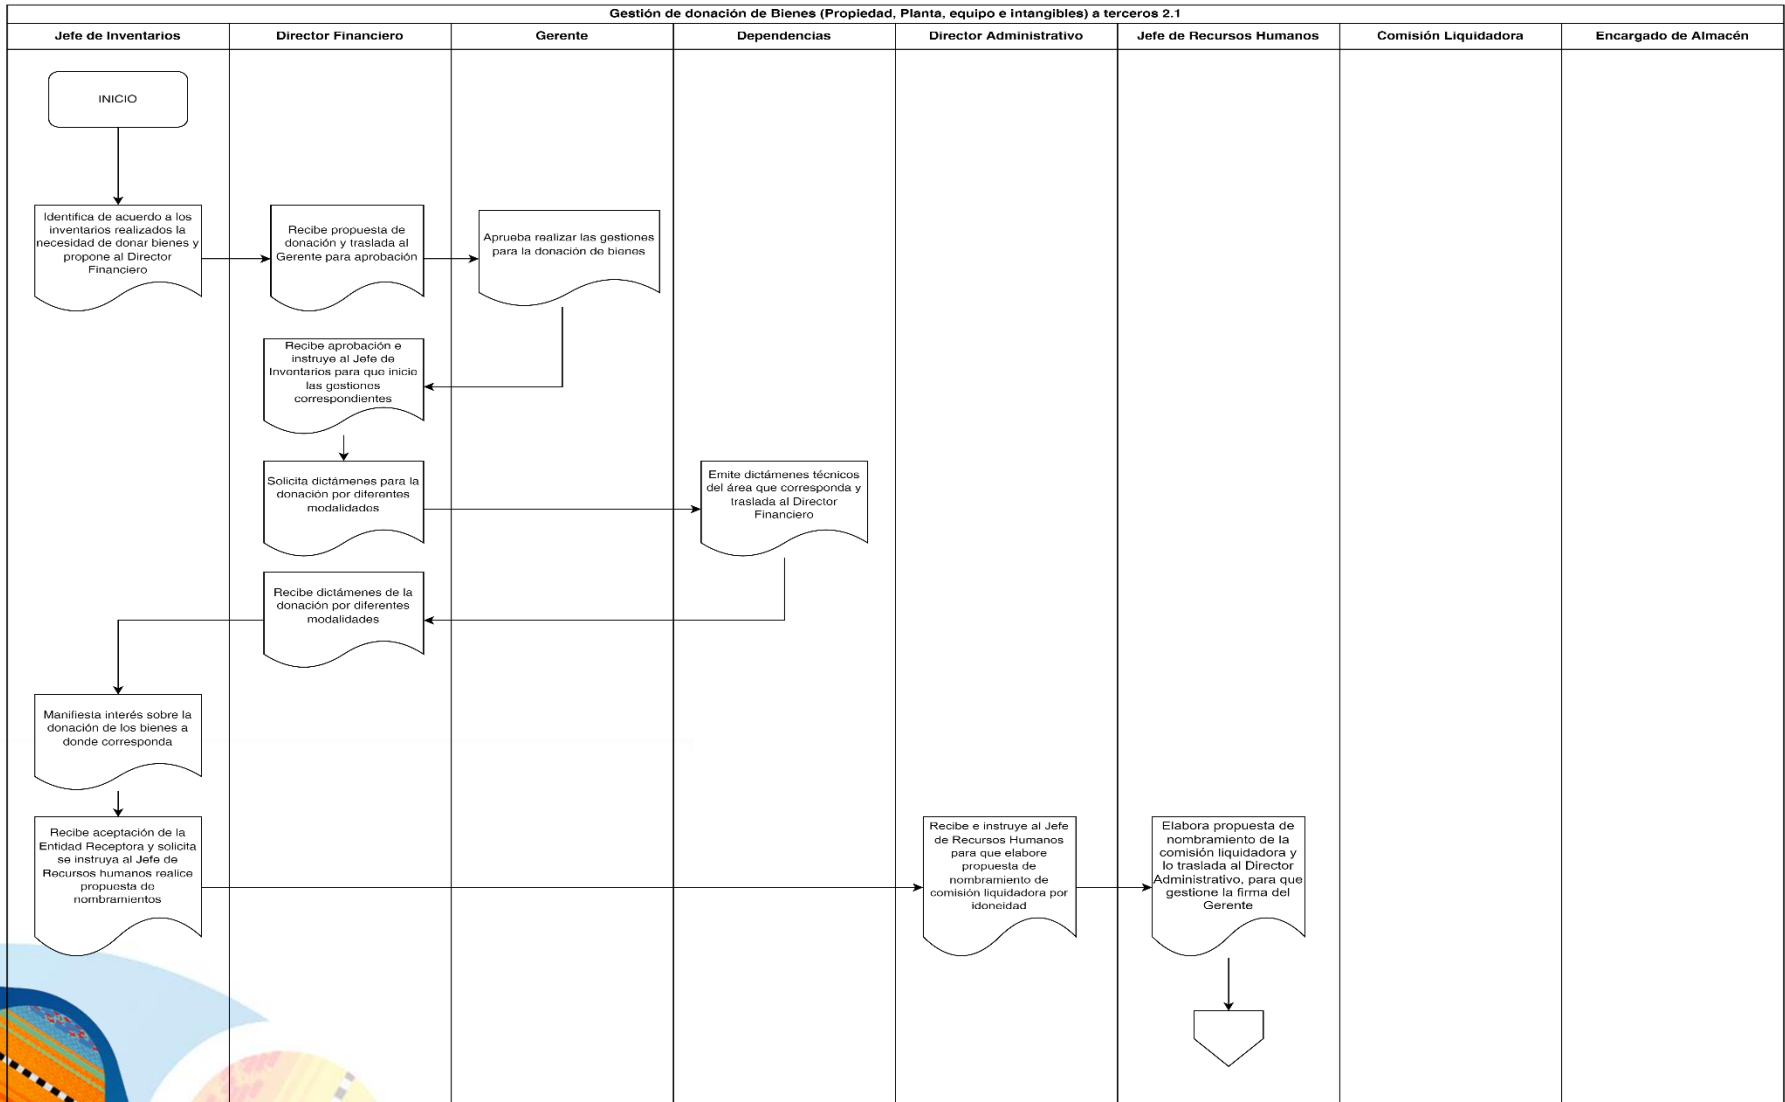 Gestión de donación de Bienes (Propiedad, Planta, equipo e intangibles) a terceros 2.1
Jefe de Inventarios
Director Financiero
Gerente
Dependencias
Director Administrativo
Jefe de Recursos Humanos
Comisión Liquidadora
Encargado de Almacén
INICIO
Identifica de acuerdo a los
inventarios realizados la
necesidad de donar bienes y
propone al Director
Financiero
Recibe propuesta de
donación y traslada al
Gerente para aprobación
Aprueba realizar las gestiones
para la donación de bienes
Recibe aprobación e
instruye al Jefe de
Inventarios para que inicie
las gestiones
correspondientes
Solicita dictámenes para la
donación por diferentes
modalidades
Emite dictámenes técnicos
del área que corresponda y
traslada al Director
Financiero
Recibe dictámenes de la
donación por diferentes
modalidades
Manifiesta interés sobre la
donación de los bienes a
donde corresponda
Recibe aceptación de la
Entidad Receptora y solicita
se instruya al Jefe de
Recursos humanos realice
propuesta de
nombramientos
Recibe e instruye al Jefe
de Recursos Humanos
para que elabore
propuesta de
nombramiento de
comisión liquidadora por
idoneidad
Elabora propuesta de
nombramiento de la
comisión liquidadora y
lo traslada al Director
Administrativo, para que
gestione la firma del
Gerente